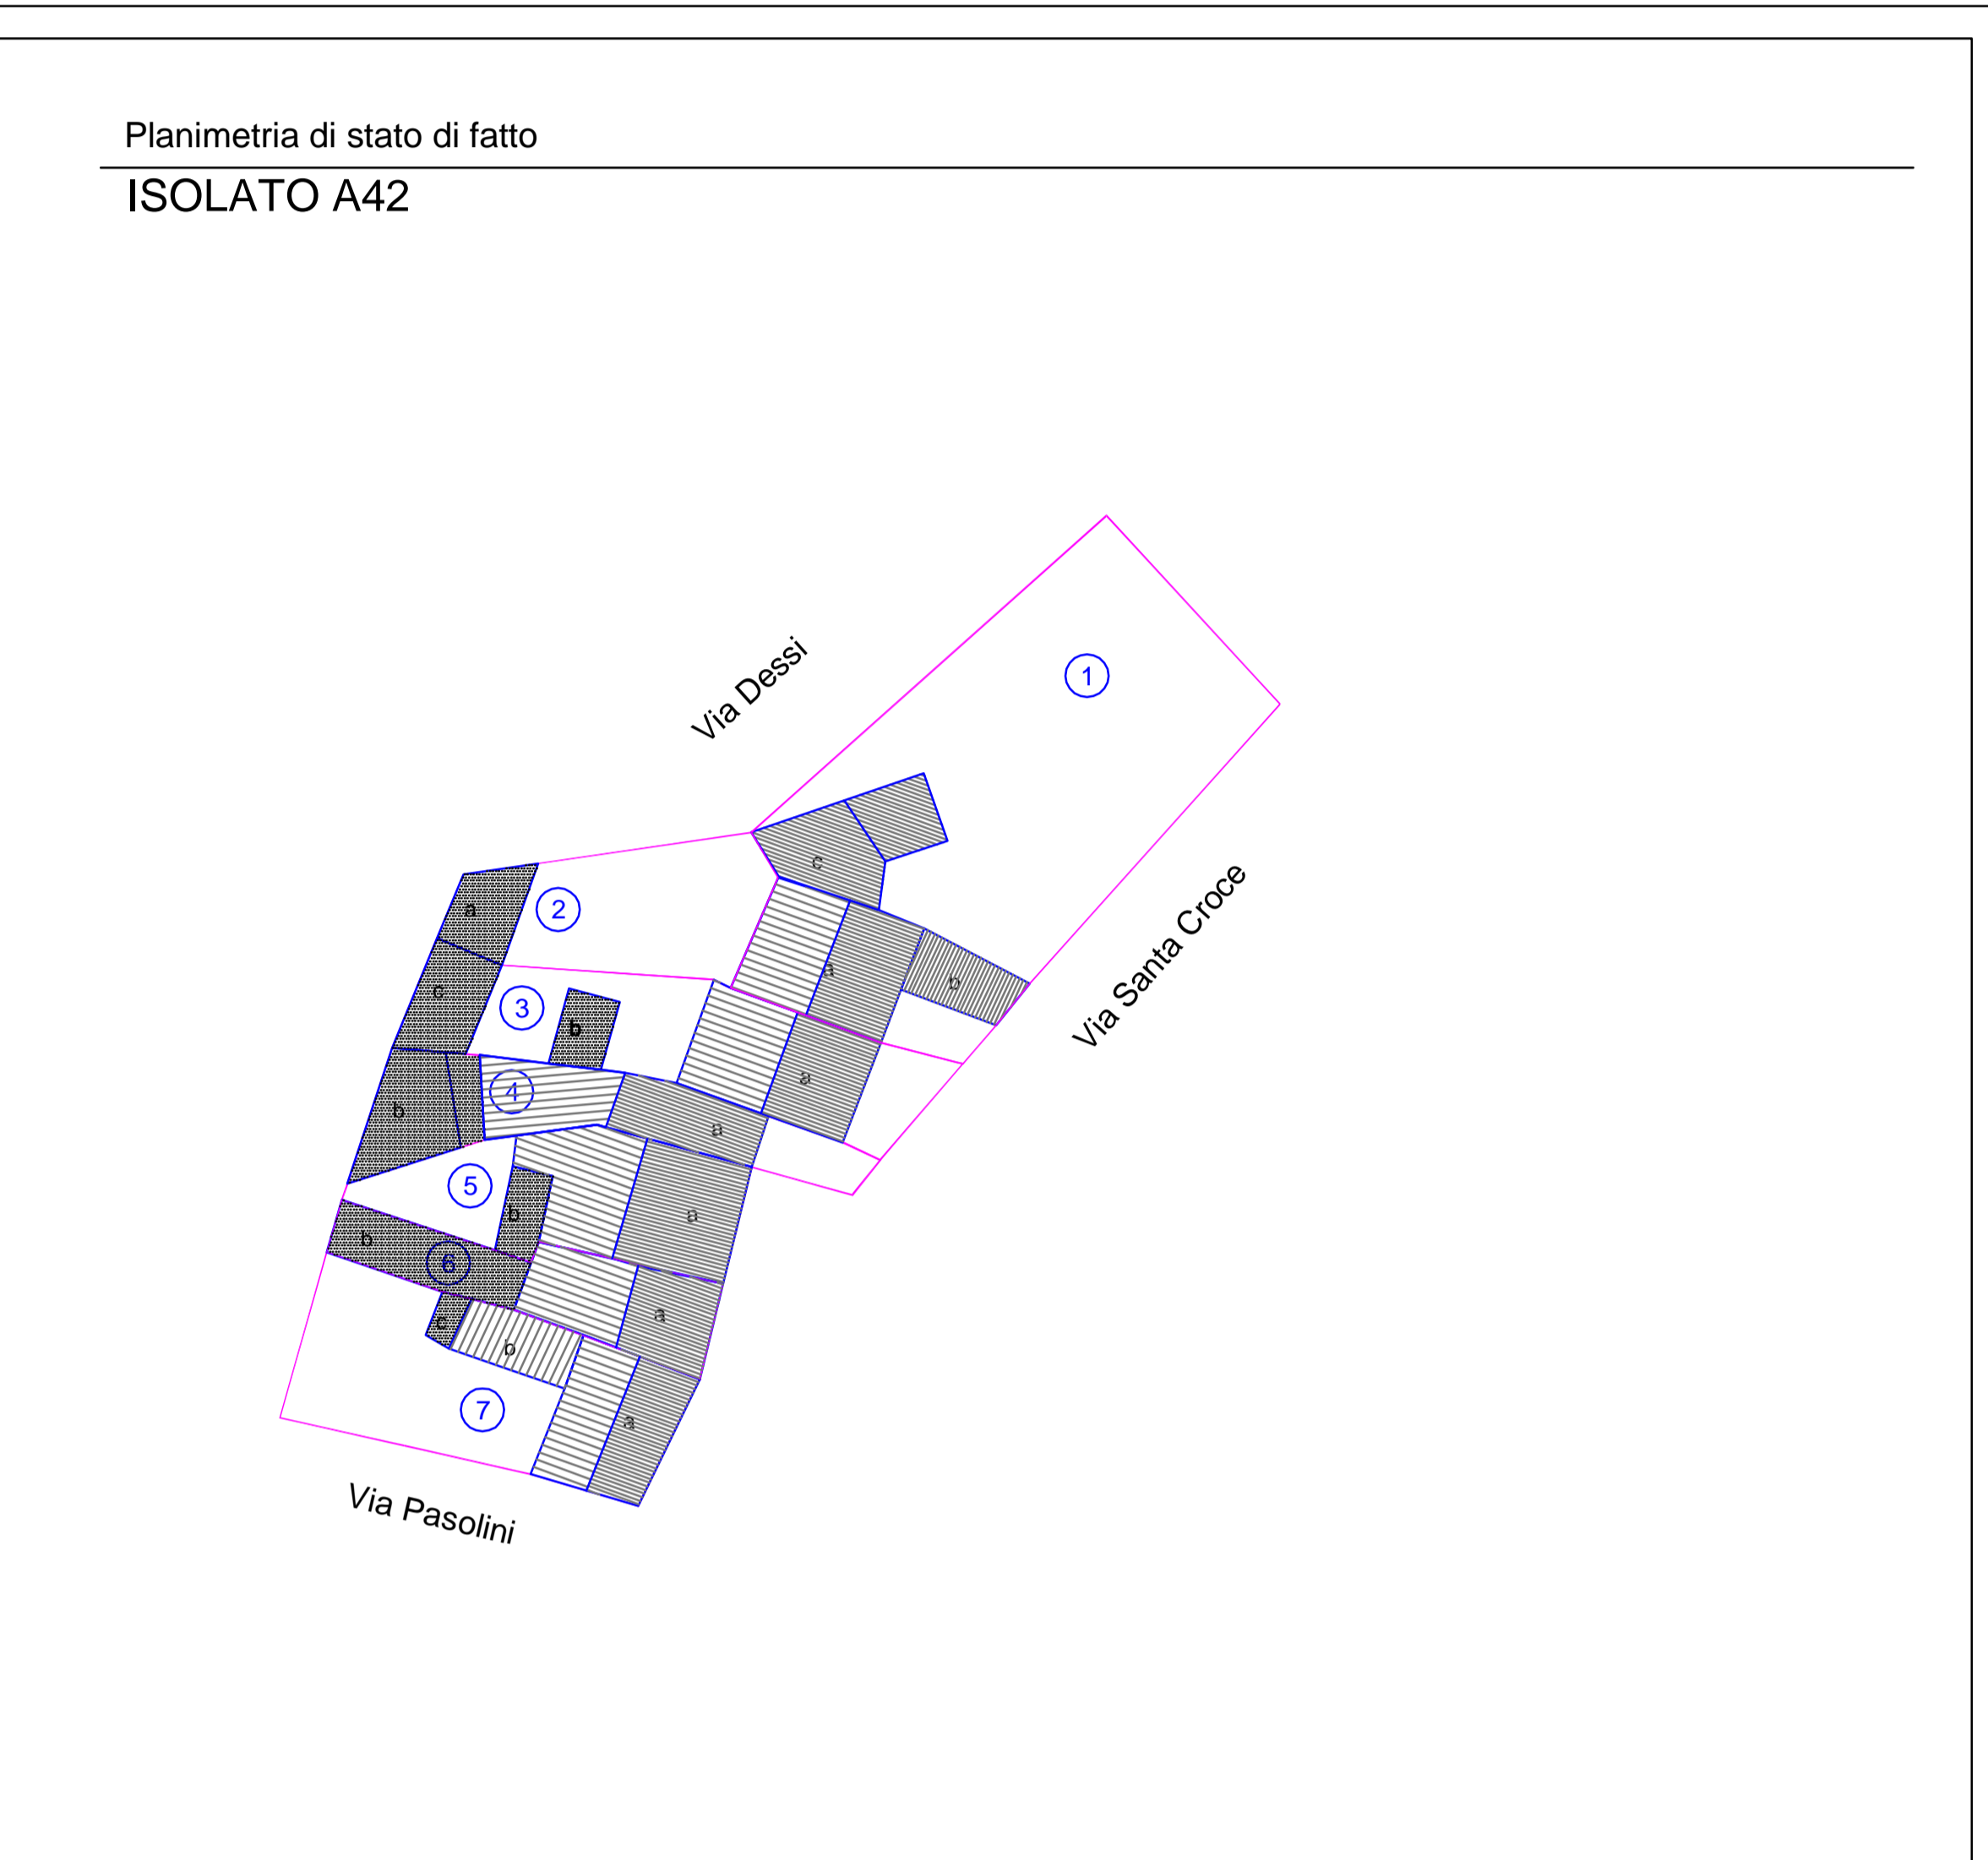 Planimetria di stato di fatto
ISOLATO A42
Via Dessi
1
c
a
2
Via Santa Croce
a
b
c
3
b
a
4
b
a
5
b
a
b
6
a
c
b
7
a
Via Pasolini